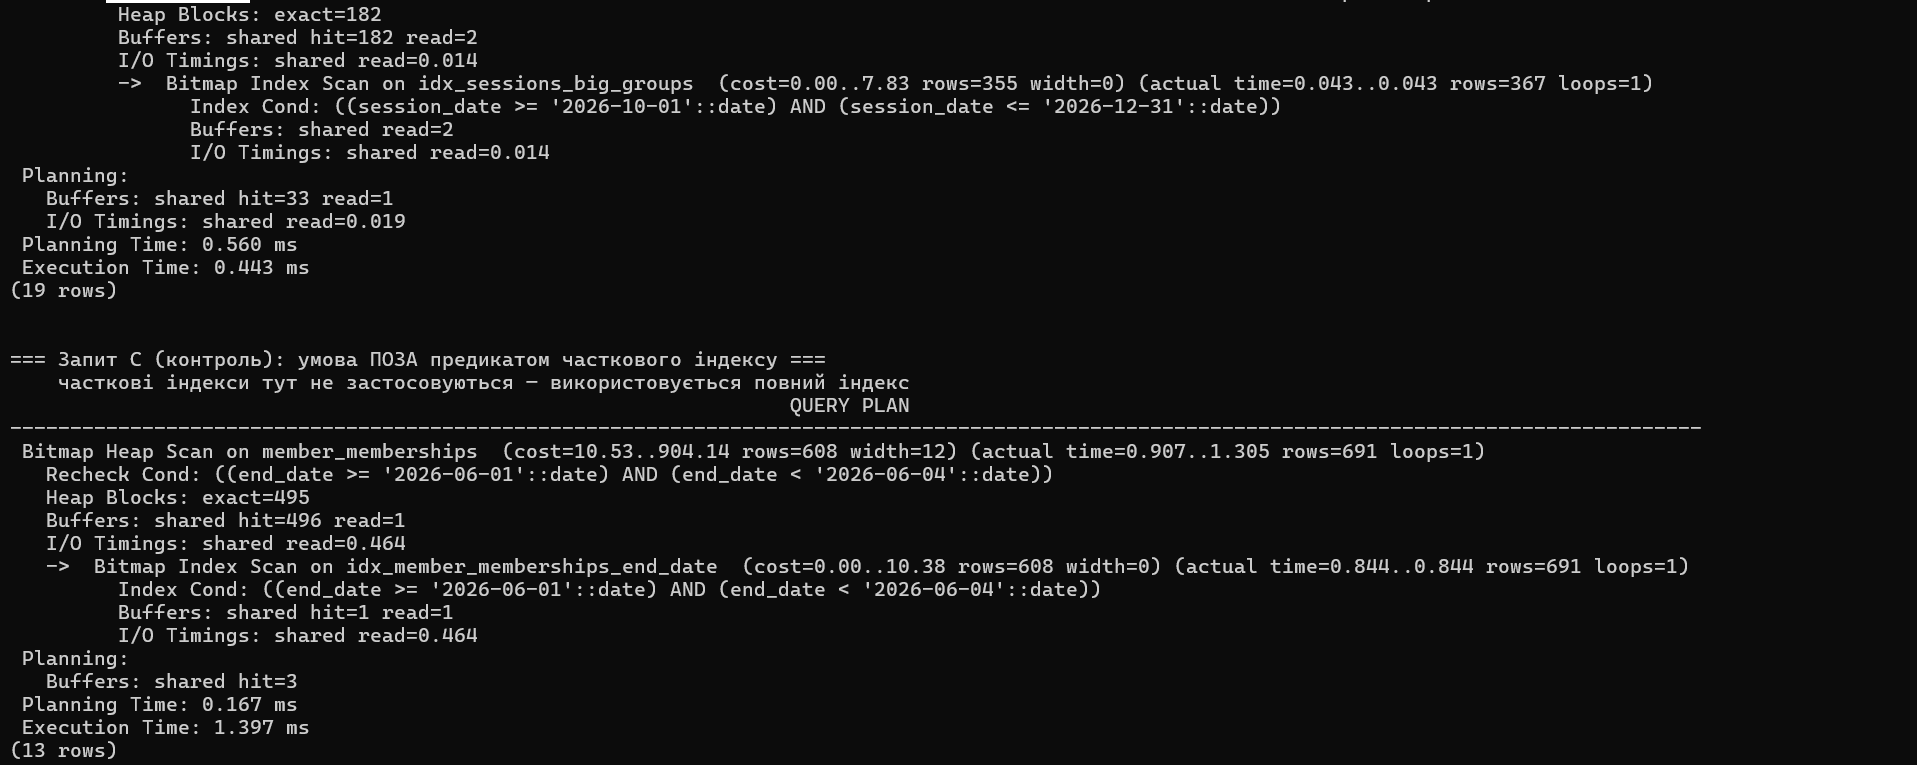 Heap Blocks: exact=182
Buffers: shared hit=182 read=2
I/O Timings: shared read=0.014
->  Bitmap Index Scan on idx_sessions_big_groups  (cost=0.00..7.83 rows=355 width=0) (actual time=0.043..0.043 rows=367 loops=1)
Index Cond: ((session_date >= '2026-10-01'::date) AND (session_date <= '2026-12-31'::date))
Buffers: shared read=2
I/O Timings: shared read=0.014
Planning:
Buffers: shared hit=33 read=1
I/O Timings: shared read=0.019
Planning Time: 0.560 ms
Execution Time: 0.443 ms
(19 rows)
=== Запит C (контроль): умова ПОЗА предикатом часткового індексу ===
часткові індекси тут не застосовуються — використовується повний індекс
QUERY PLAN
Bitmap Heap Scan on member_memberships  (cost=10.53..904.14 rows=608 width=12) (actual time=0.907..1.305 rows=691 loops=1)
Recheck Cond: ((end_date >= '2026-06-01'::date) AND (end_date < '2026-06-04'::date))
Heap Blocks: exact=495
Buffers: shared hit=496 read=1
I/O Timings: shared read=0.464
->  Bitmap Index Scan on idx_member_memberships_end_date  (cost=0.00..10.38 rows=608 width=0) (actual time=0.844..0.844 rows=691 loops=1)
Index Cond: ((end_date >= '2026-06-01'::date) AND (end_date < '2026-06-04'::date))
Buffers: shared hit=1 read=1
I/O Timings: shared read=0.464
Planning:
Buffers: shared hit=3
Planning Time: 0.167 ms
Execution Time: 1.397 ms
(13 rows)